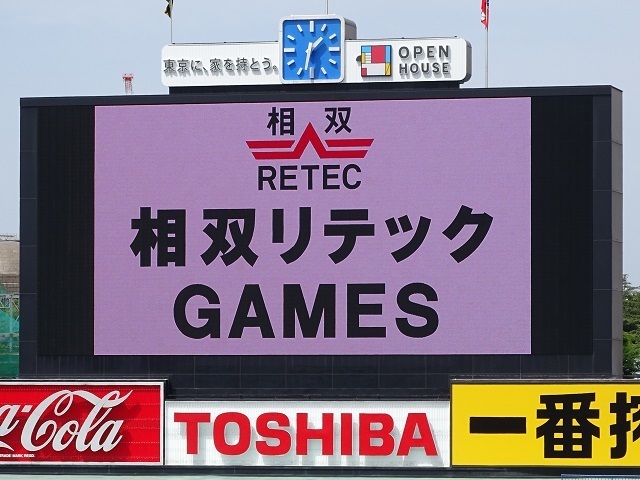 東京に、家を持とう。
OPEN
HOUSE
相双
RETEC
相双リテック
GAMES
Coca-Cola
TOSHIBA
一番搾